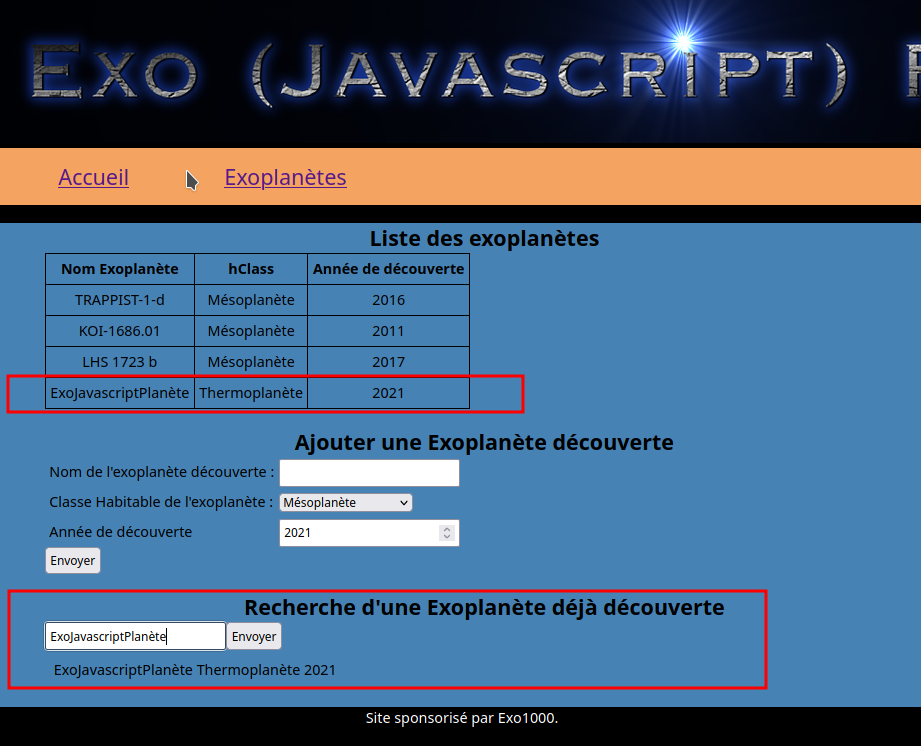 Exo (Javascript)
Accueil Exoplanètes
Liste des exoplanètes
Nom Exoplanète hClass Année de découverte
TRAPPIST-1-d Mésoplanète 2016
KOI-1686.01 Mésoplanète 2011
LHS 1723 b Mésoplanète 2017
ExoJavascriptPlanète Thermoplanète 2021
Ajouter une Exoplanète découverte
Nom de l'exoplanète découverte :
Classe Habitable de l'exoplanète : Mésoplanète
Année de découverte 2021
Envoyer
Recherche d'une Exoplanète déjà découverte
ExoJavascriptPlanète Envoyer
ExoJavascriptPlanète Thermoplanète 2021
Site sponsorisé par Exo1000.